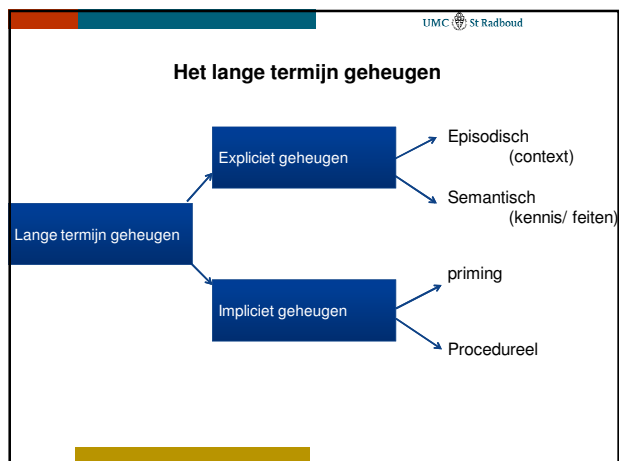 UMC St Radboud
Het lange termijn geheugen
Expliciet geheugen
Episodisch
(context)
Semantisch
(kennis/ feiten)
Lange termijn geheugen
Impliciet geheugen
priming
Procedureel